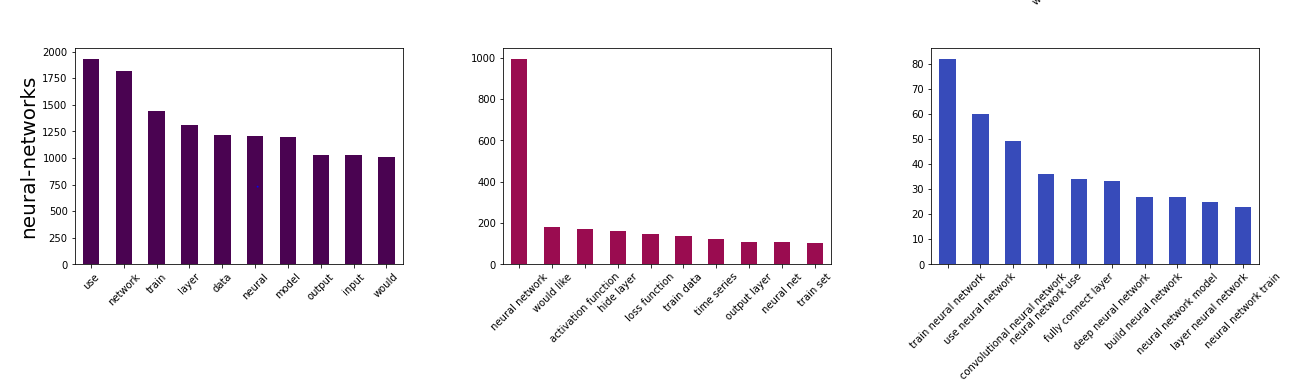 w
neural-networks
2000
1750
1500
1250
1000
750
500
250
0
use
network
train
layer
data
neural
model
output
input
would
1000
800
600
400
200
0
neural network
would like
activation function
hide layer
loss function
train data
time series
output layer
neural net
train set
80
70
60
50
40
30
20
10
0
train neural network
use neural network
convolutional neural network
neural network use
fully connect layer
deep neural network
build neural network
neural network model
layer neural network
neural network train